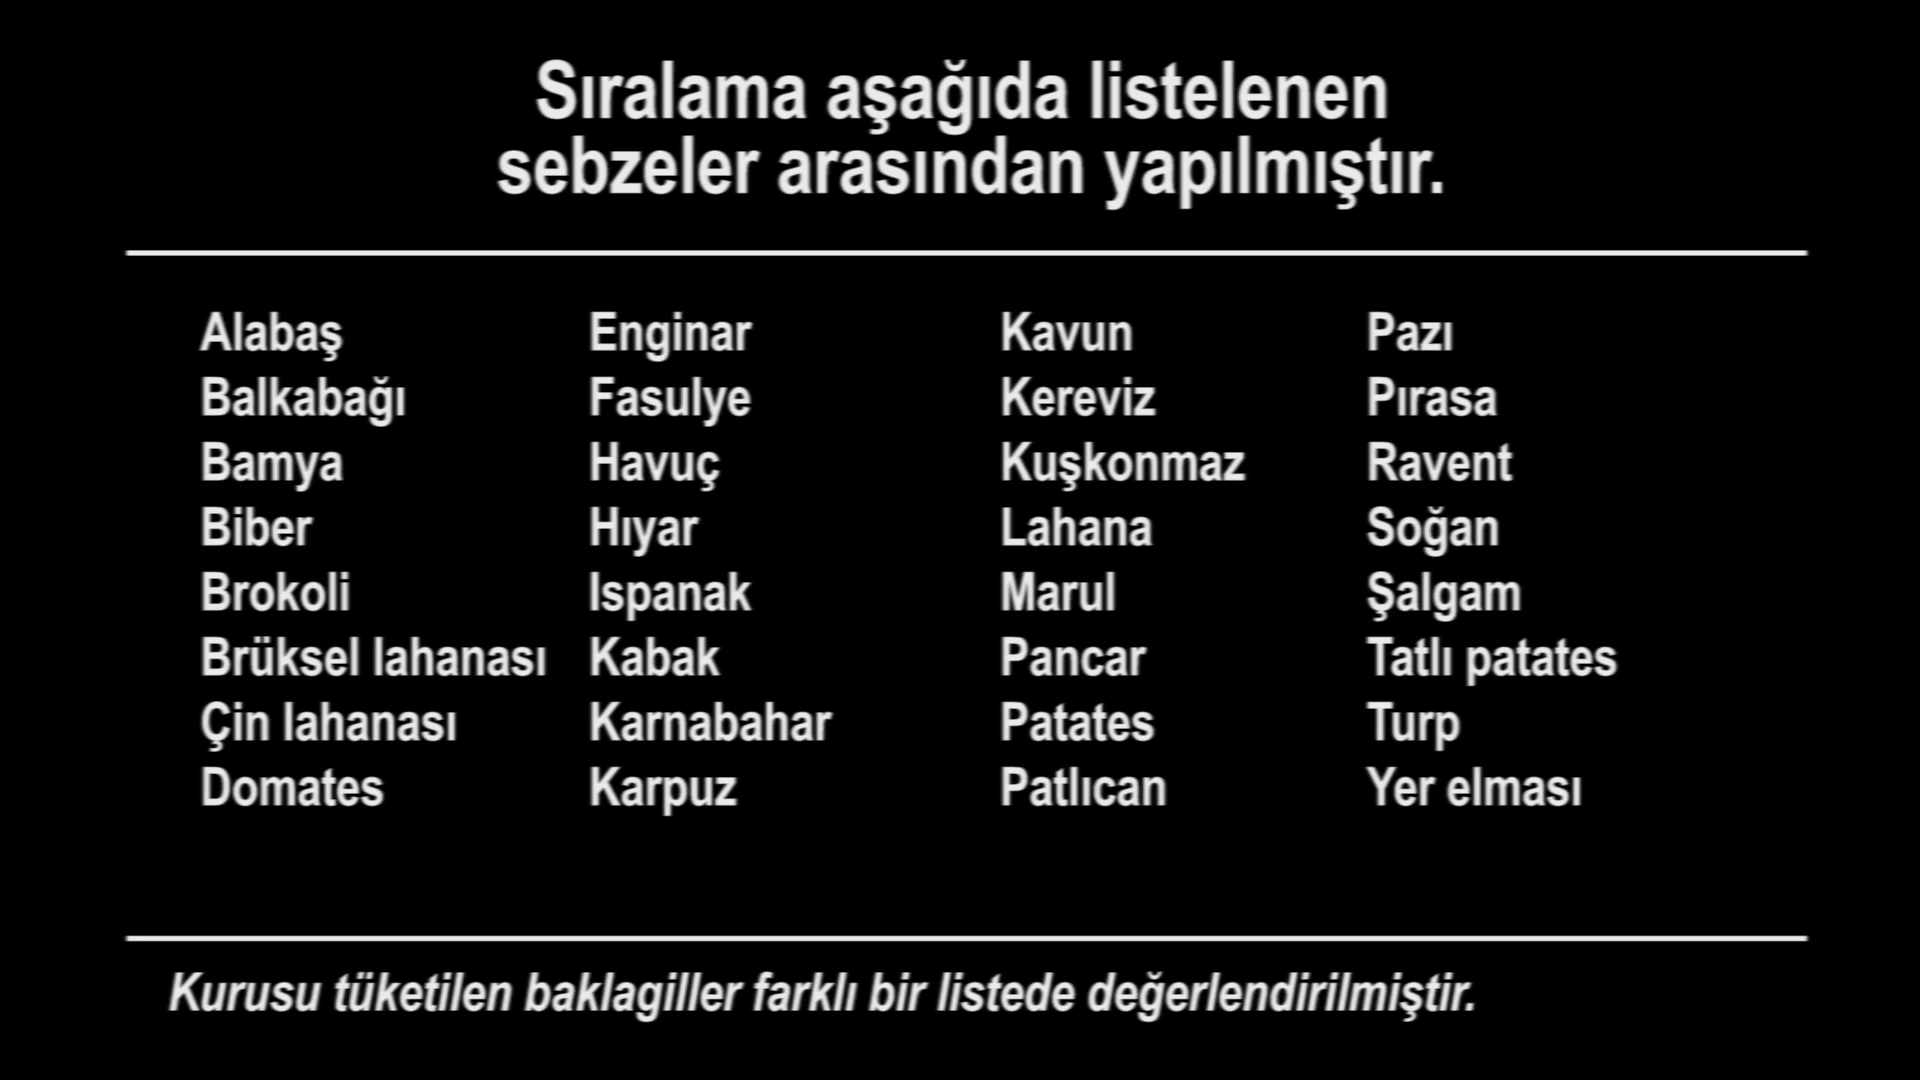 Sıralama aşağıda listelenen
sebzeler arasından yapılmıştır.
Alabaş
Balkabağı
Bamya
Biber
Brokoli
Brüksel lahanası
Çin lahanası
Domates
Enginar
Fasulye
Havuç
Hıyar
Ispanak
Kabak
Karnabahar
Karpuz
Kavun
Kereviz
Kuşkonmaz
Lahana
Marul
Pancar
Patates
Patlıcan
Pazı
Pırasa
Ravent
Soğan
Şalgam
Tatlı patates
Turp
Yer elması
Kurusu tüketilen baklagiller farklı bir listede değerlendirilmiştir.